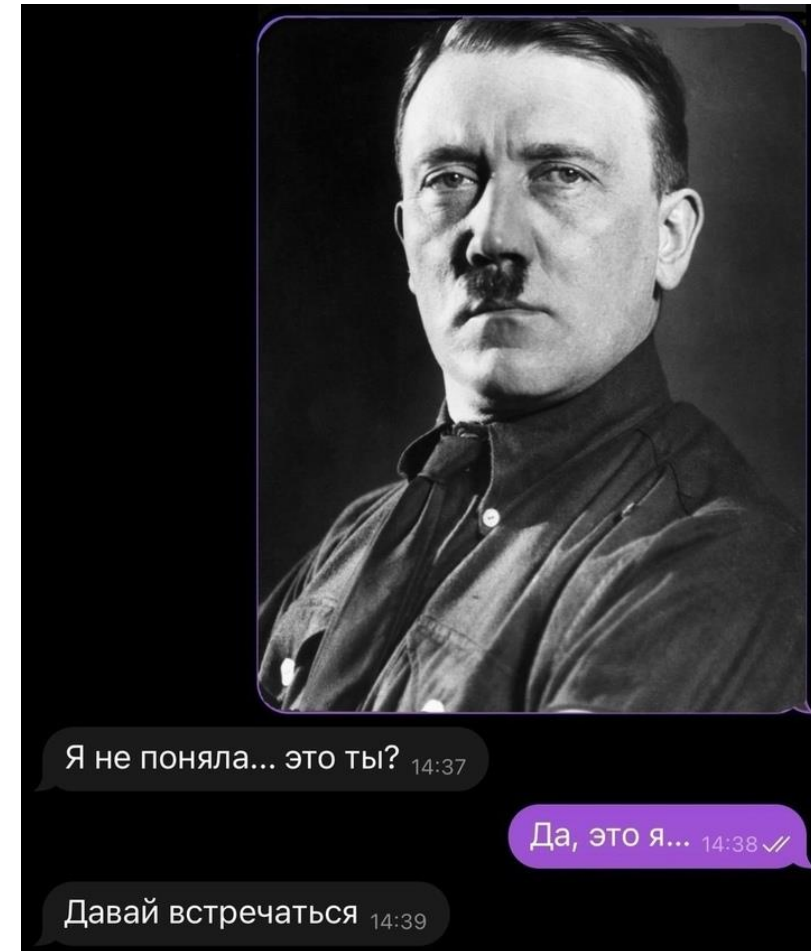 Я не поняла... это ты? 14:37
Да, это я... 14:38
Давай встречаться 14:39